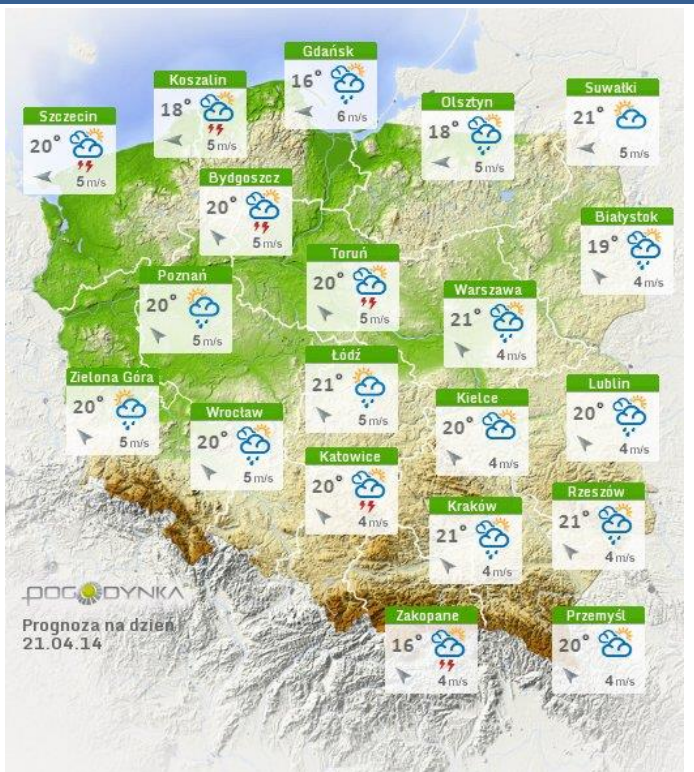 Gdańsk
16°
6 m/s
Koszalin
18°
5 m/s
Olsztyn
18°
5 m/s
Suwałki
21°
5 m/s
Szczecin
20°
5 m/s
Bydgoszcz
20°
5 m/s
Białystok
19°
4 m/s
Toruń
20°
5 m/s
Poznań
20°
5 m/s
Warszawa
21°
4 m/s
Łódź
21°
5 m/s
Zielona Góra
20°
5 m/s
Lublin
20°
4 m/s
Kielce
20°
4 m/s
Wrocław
20°
5 m/s
Katowice
20°
4 m/s
Rzeszów
21°
4 m/s
Kraków
21°
4 m/s
POGODYNKA
Prognoza na dzień
21.04.14
Zakopane
16°
4 m/s
Przemyśl
20°
4 m/s